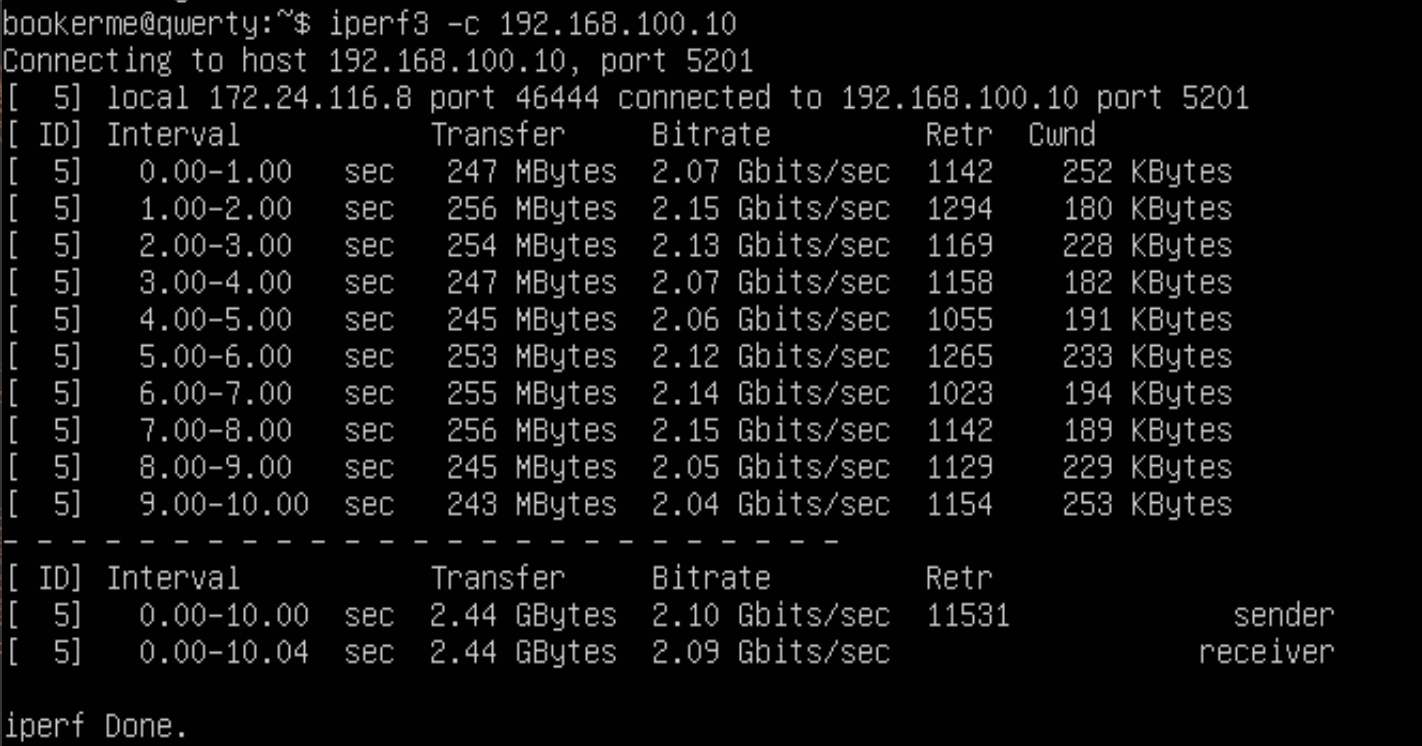 bookerme@qwerty:~$ iperf3 -c 192.168.100.10
Connecting to host 192.168.100.10, port 5201
[  5] local 172.24.116.8 port 46444 connected to 192.168.100.10 port 5201
[ ID] Interval           Transfer     Bitrate         Retr  Cwnd
[  5]   0.00-1.00   sec   247 MBytes  2.07 Gbits/sec  1142    252 KBytes
[  5]   1.00-2.00   sec   256 MBytes  2.15 Gbits/sec  1294    180 KBytes
[  5]   2.00-3.00   sec   254 MBytes  2.13 Gbits/sec  1169    228 KBytes
[  5]   3.00-4.00   sec   247 MBytes  2.07 Gbits/sec  1158    182 KBytes
[  5]   4.00-5.00   sec   245 MBytes  2.06 Gbits/sec  1055    191 KBytes
[  5]   5.00-6.00   sec   253 MBytes  2.12 Gbits/sec  1265    233 KBytes
[  5]   6.00-7.00   sec   255 MBytes  2.14 Gbits/sec  1023    194 KBytes
[  5]   7.00-8.00   sec   256 MBytes  2.15 Gbits/sec  1142    189 KBytes
[  5]   8.00-9.00   sec   245 MBytes  2.05 Gbits/sec  1129    229 KBytes
[  5]   9.00-10.00  sec   243 MBytes  2.04 Gbits/sec  1154    253 KBytes
- - - - - - - - - - - - - - - - - - - - - - - - -
[ ID] Interval           Transfer     Bitrate         Retr
[  5]   0.00-10.00  sec  2.44 GBytes  2.10 Gbits/sec  11531             sender
[  5]   0.00-10.04  sec  2.44 GBytes  2.09 Gbits/sec                  receiver
iperf Done.